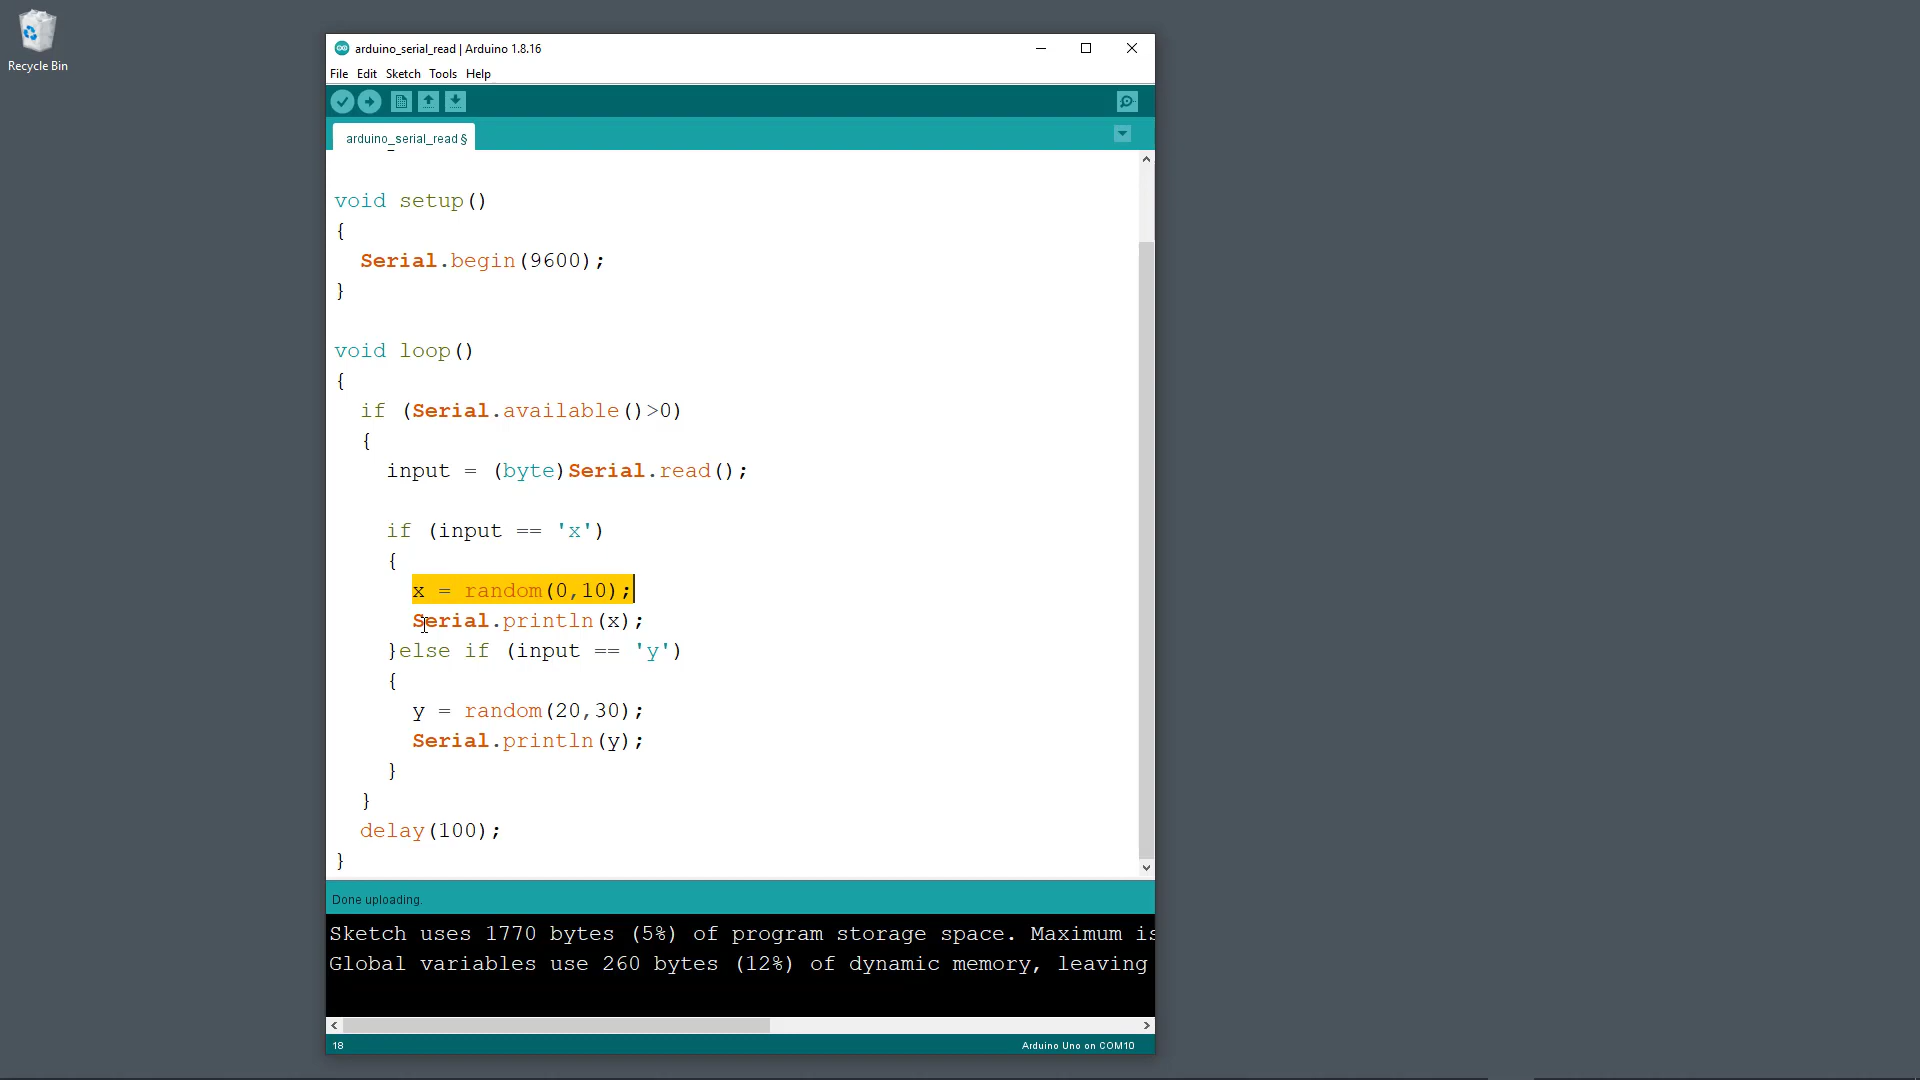 Recycle Bin
arduino_serial_read | Arduino 1.8.16
File Edit Sketch Tools Help
arduino_serial_read §
void setup()
{
Serial.begin(9600);
}
void loop()
{
if (Serial.available()>0)
{
input = (byte)Serial.read();
if (input == 'x')
{
x = random(0,10);
Serial.println(x);
}else if (input == 'y')
{
y = random(20,30);
Serial.println(y);
}
}
delay(100);
}
Done uploading.
Sketch uses 1770 bytes (5%) of program storage space. Maximum is
Global variables use 260 bytes (12%) of dynamic memory, leaving
18
Arduino Uno on COM10